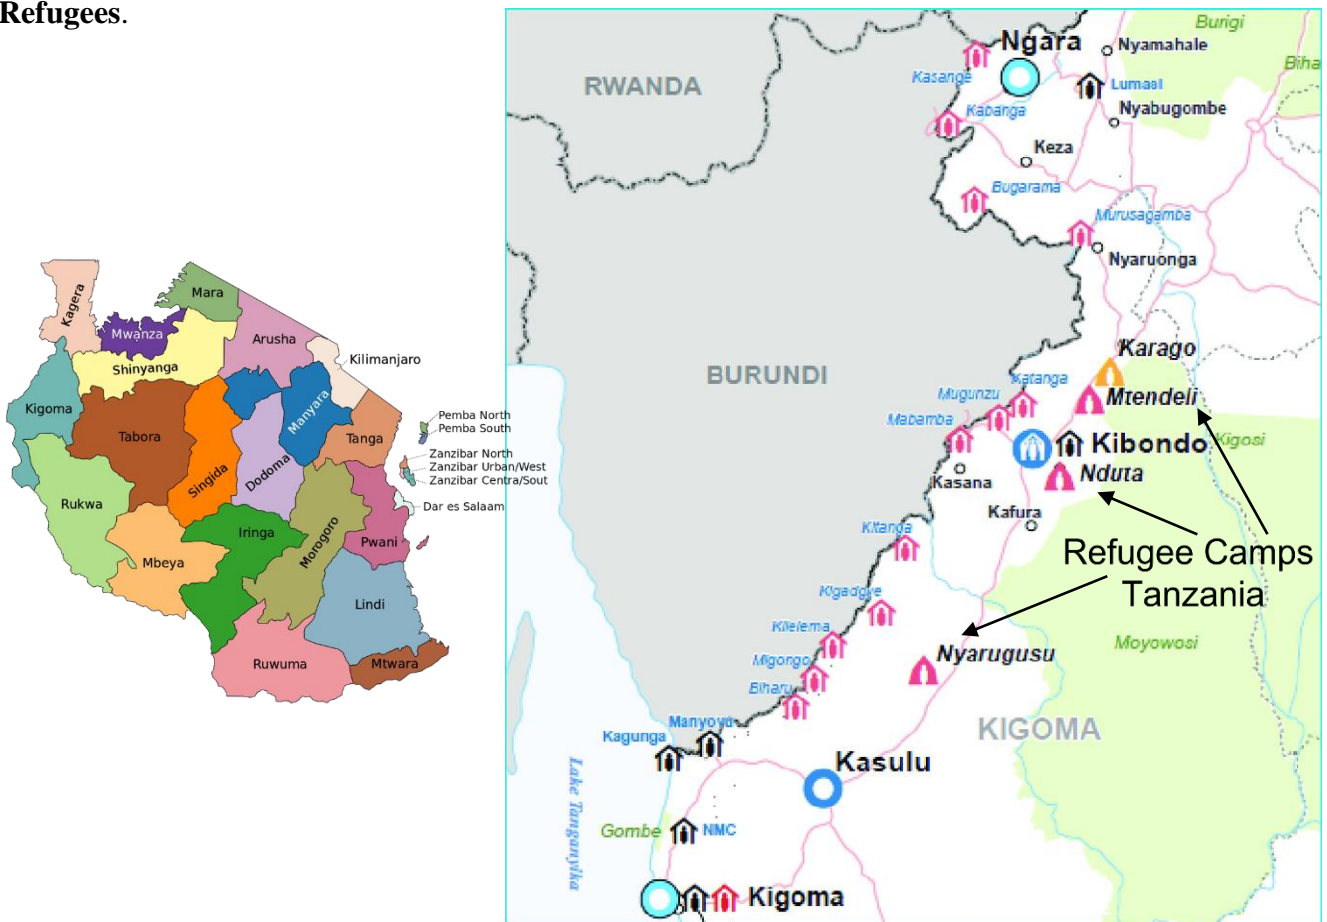 Refugees.
Kagera
Mara
Mwanza
Arusha
Kilimanjaro
Shinyanga
Kigoma
Tabora
Singida
Dodoma
Manyara
Tanga
Pemba North
Pemba South
Zanzibar North
Zanzibar Urban/West
Zanzibar Centra/Sout
Dar es Salaam
Rukwa
Iringa
Morogoro
Pwani
Mbeya
Lindi
Ruwuma
Mtwara
Burigi
Ngara
Nyamahale
Biha
Kasange
RWANDA
Lumasi
Kabanga
Nyabugombe
Keza
Bugarama
Murusagamba
Nyaruonga
Karago
BURUNDI
Katanga
Mugunzu
Mtendeli
Mabamba
Kibondo
Kigosi
Kasana
Nduta
Kafura
Kitanga
Refugee Camps
Tanzania
Kigadgye
Kilelema
Moyowosi
Nyarugusu
Migongo
Biharu
Manyovu
KIGOMA
Kagunga
Kasulu
Lake Tanganyika
Gombe
NMC
Kigoma